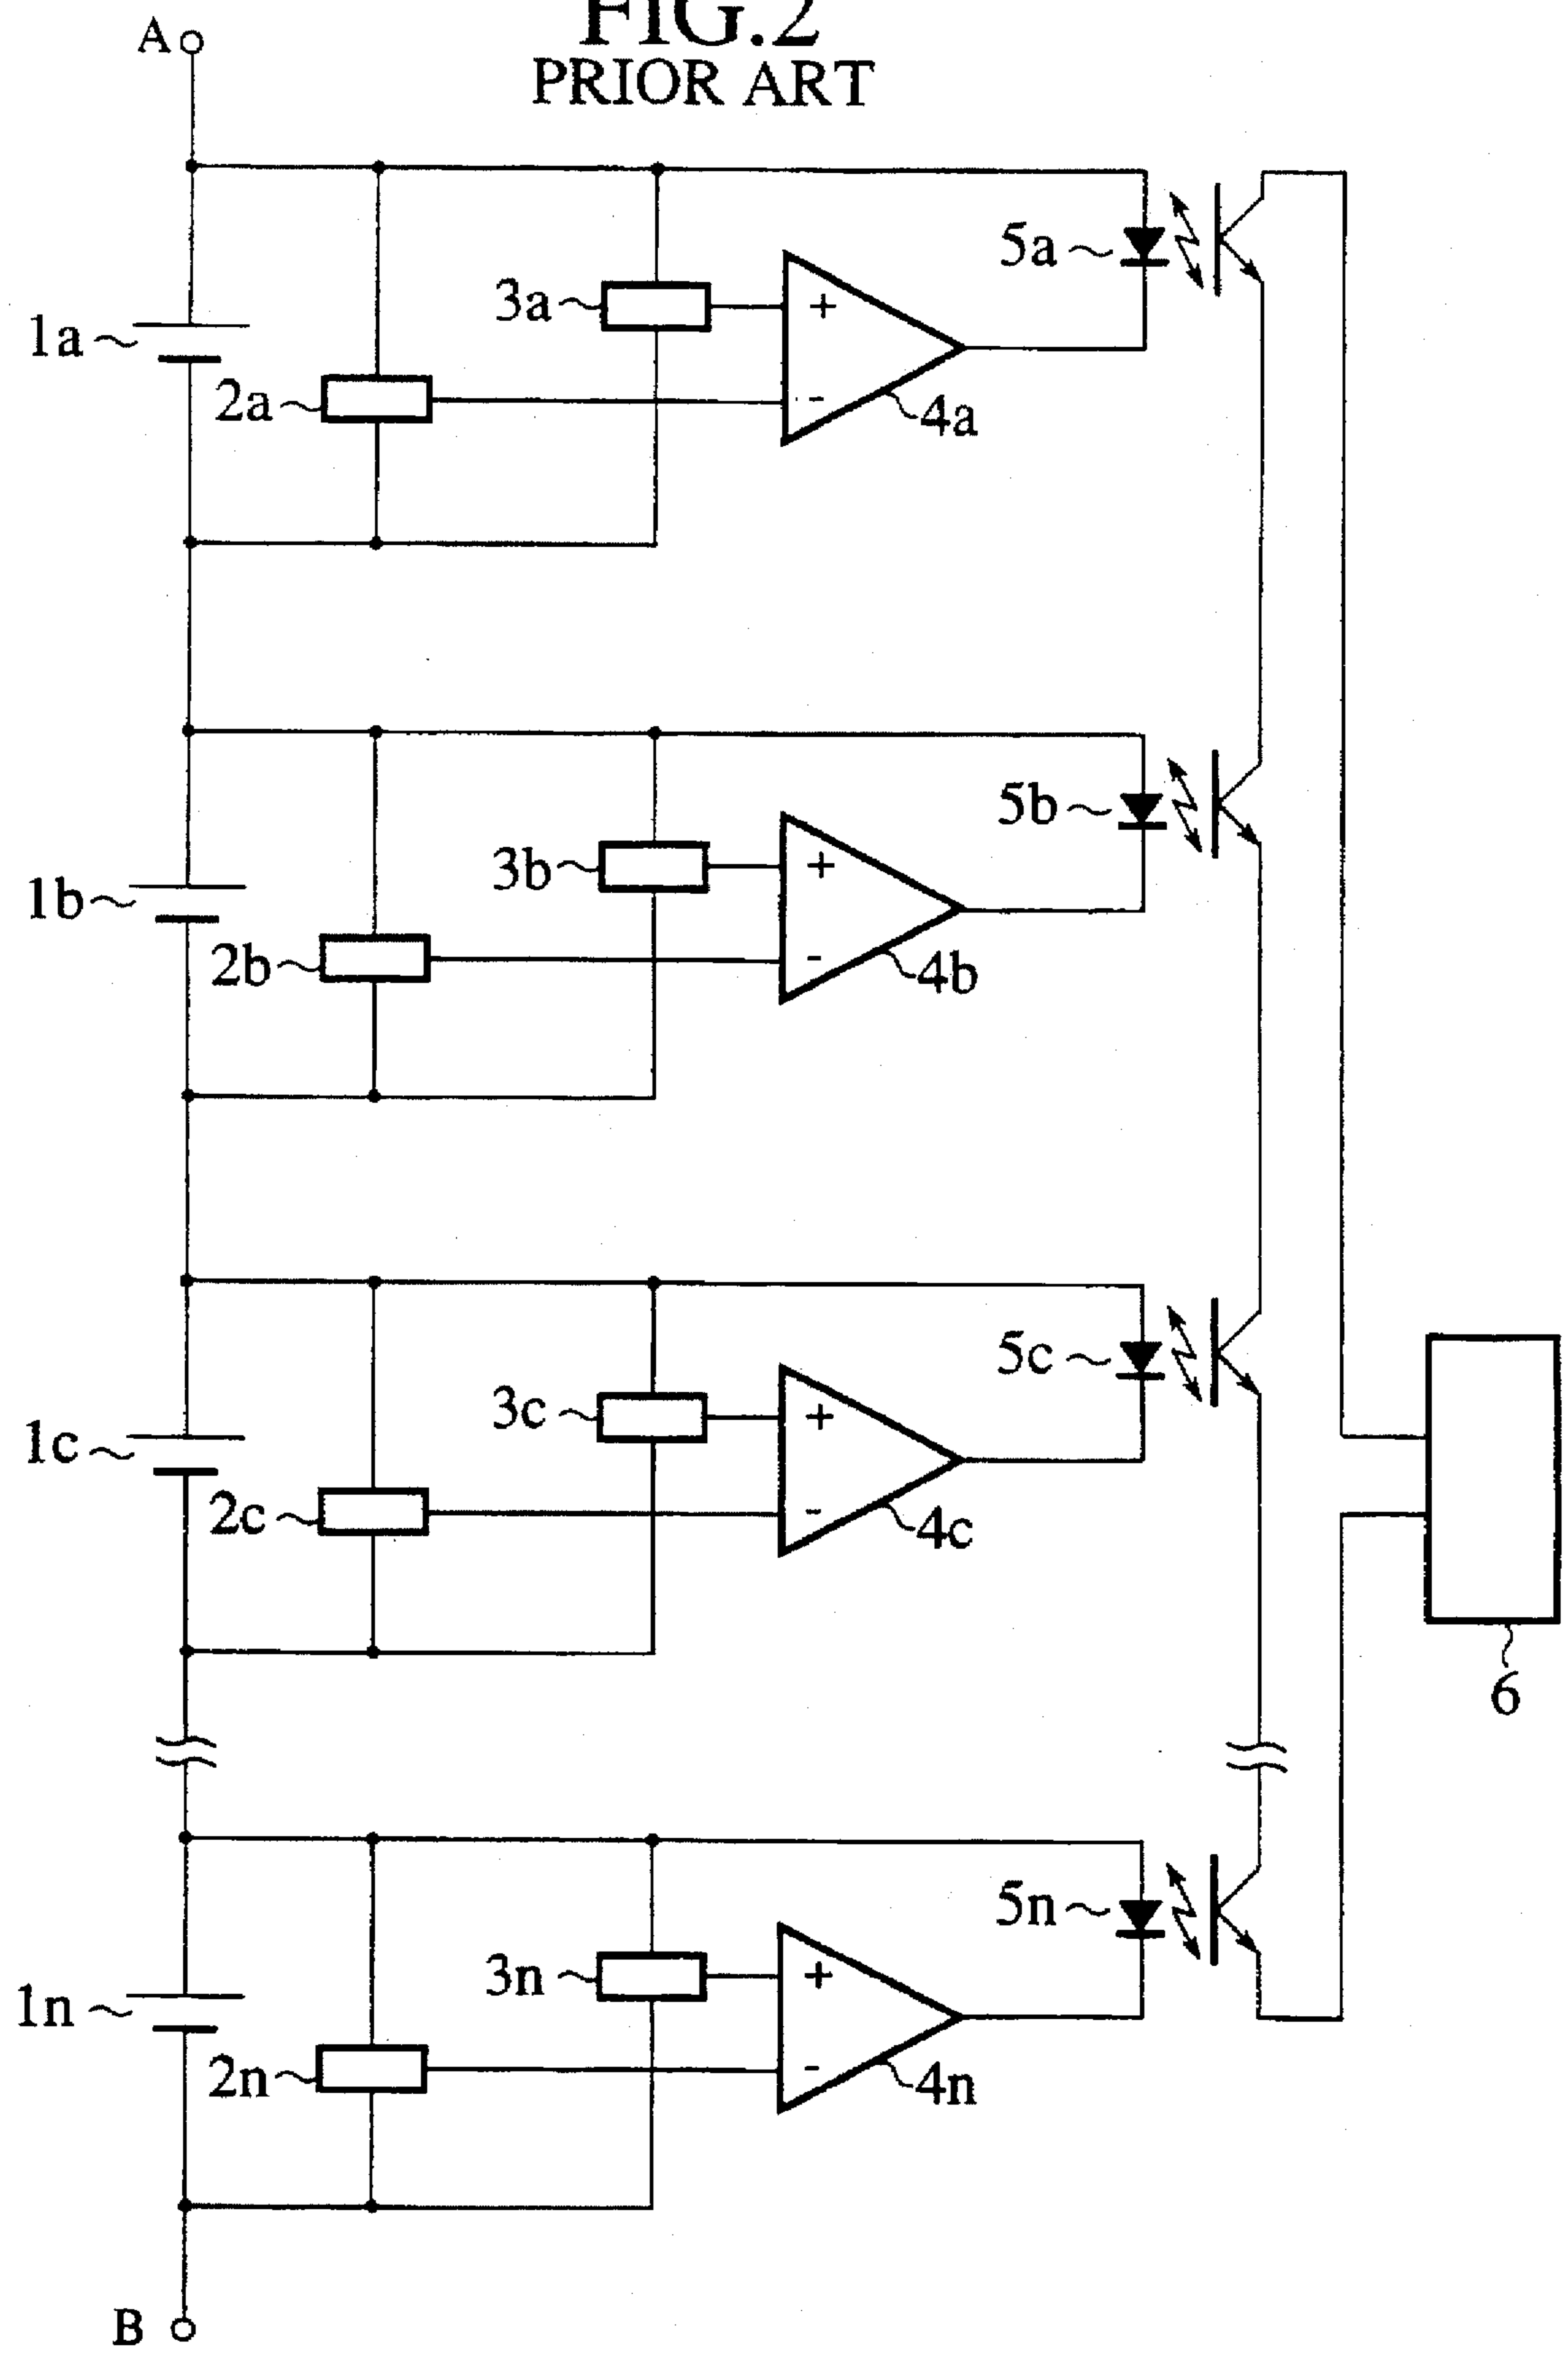 FIG.2
PRIOR ART
A
5a
3a
+
1a
2a
-
4a
5b
3b
+
1b
2b
-
4b
5c
3c
+
1c
2c
-
4c
6
5n
3n
+
1n
2n
-
4n
B